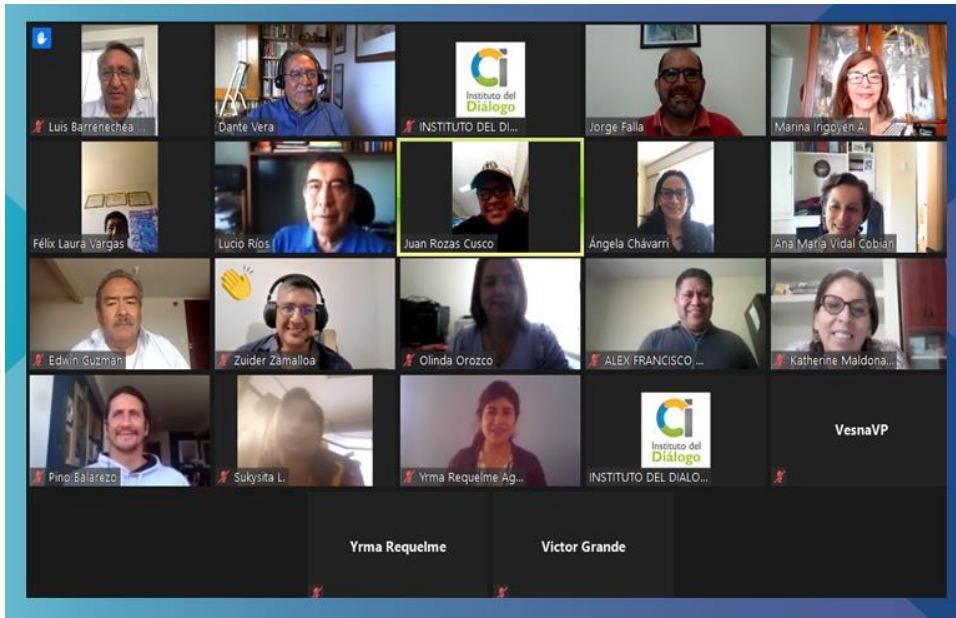 Luis Barrenechea ...
Dante Vera
Instituto del
Diálogo
INSTITUTO DEL DI...
Jorge Falla
Marina Irigoyen A.
Félix Laura Vargas
Lucio Ríos
Juan Rozas Cusco
Ángela Chávarri
Ana María Vidal Cobian
Edwin Guzman
Zuider Zamalloa
Olinda Orozco
ALEX FRANCISCO ...
Katherine Maldona...
Pino Balarezo
Sukysita L.
Yrma Requelme Ag...
Instituto del
Diálogo
INSTITUTO DEL DIALO...
VesnaVP
Yrma Requelme
Victor Grande